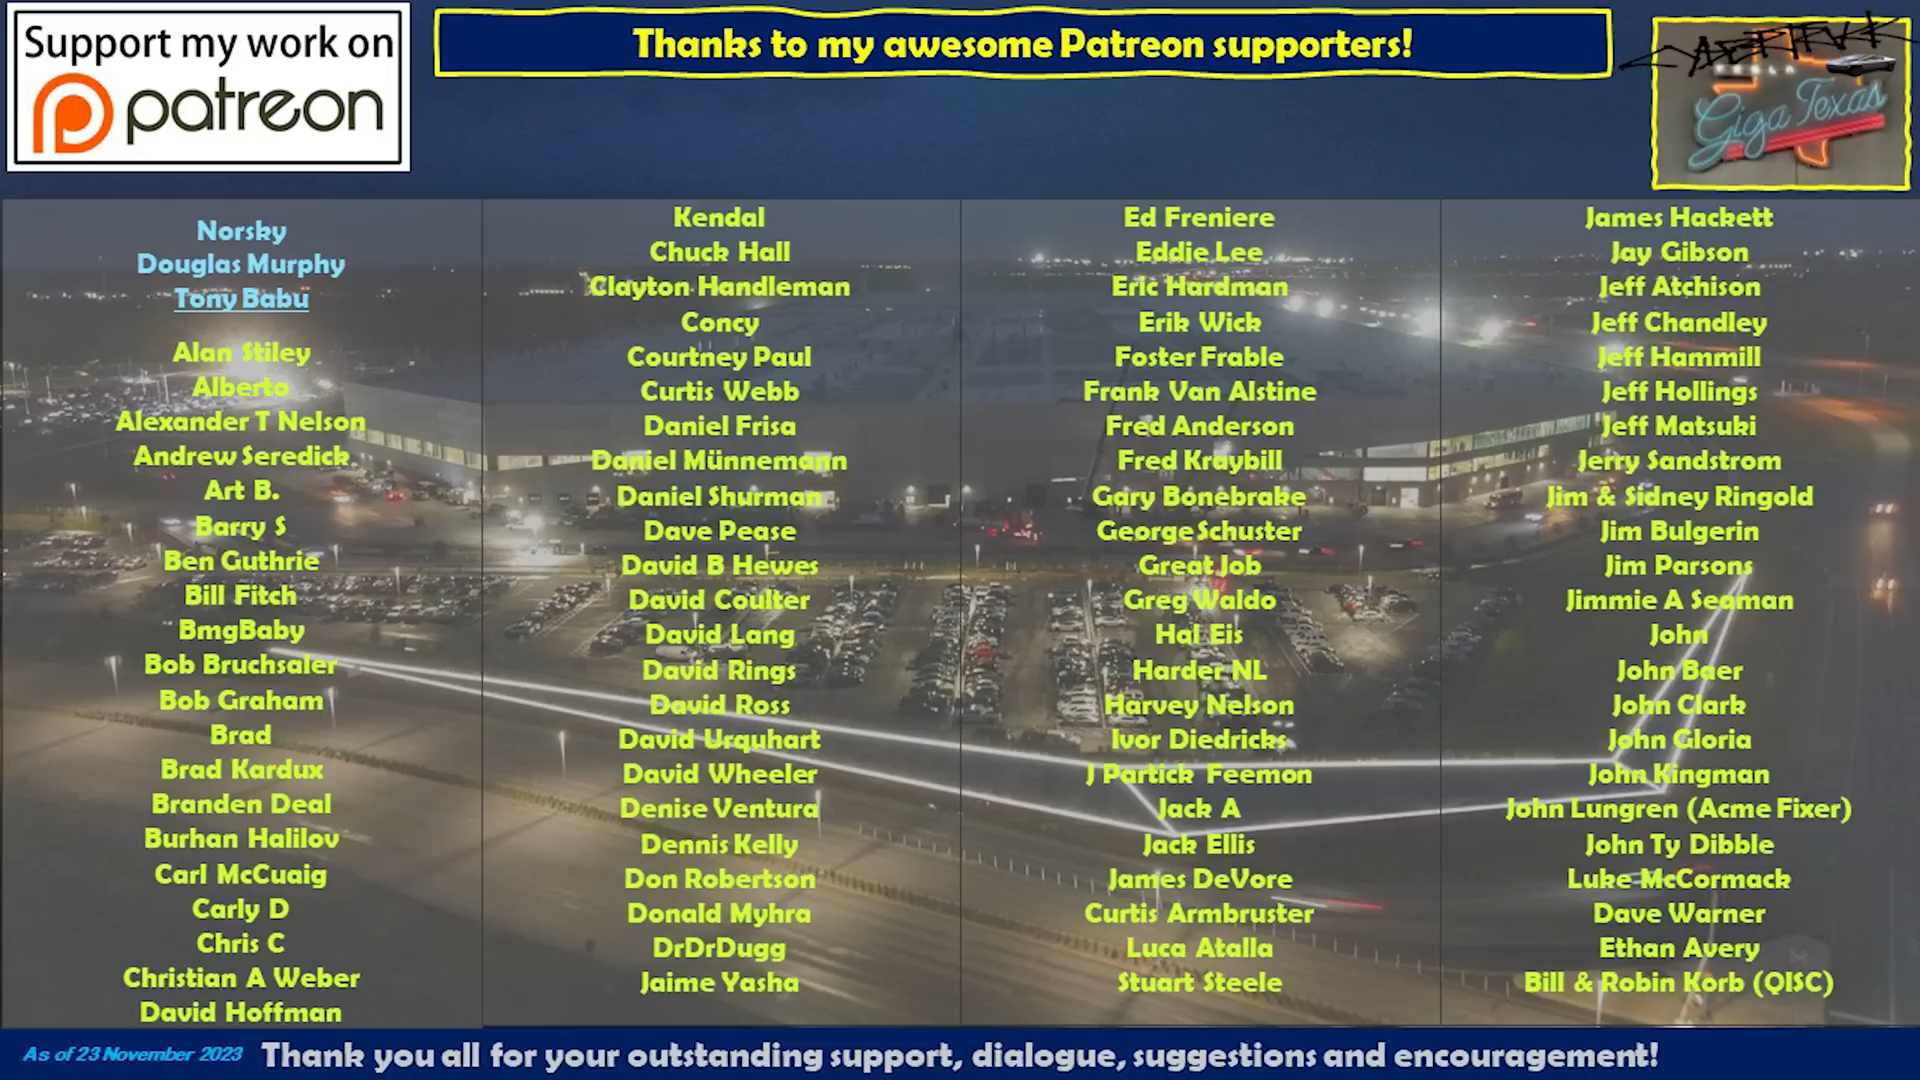 Support my work on
patreon
Thanks to my awesome Patreon supporters!
CYBERTRUCK
TESLA
Giga Texas
Norsky
Douglas Murphy
Tony Babu
Alan Stiley
Alberto
Alexander T Nelson
Andrew Seredick
Art B.
Barry S
Ben Guthrie
Bill Fitch
BmgBaby
Bob Bruchsaler
Bob Graham
Brad
Brad Kardux
Branden Deal
Burhan Halilov
Carl McCuaig
Carly D
Chris C
Christian A Weber
David Hoffman
Kendal
Chuck Hall
Clayton Handleman
Concy
Courtney Paul
Curtis Webb
Daniel Frisa
Daniel Münnemann
Daniel Shurman
Dave Pease
David B Hewes
David Coulter
David Lang
David Rings
David Ross
David Urquhart
David Wheeler
Denise Ventura
Dennis Kelly
Don Robertson
Donald Myhra
DrDrDugg
Jaime Yasha
Ed Freniere
Eddie Lee
Eric Hardman
Erik Wick
Foster Frable
Frank Van Alstine
Fred Anderson
Fred Kraybill
Gary Bonebrake
George Schuster
Great Job
Greg Waldo
Hal Eis
Harder NL
Harvey Nelson
Ivor Diedricks
J Partick Feemon
Jack A
Jack Ellis
James DeVore
Curtis Armbruster
Luca Atalla
Stuart Steele
James Hackett
Jay Gibson
Jeff Atchison
Jeff Chandley
Jeff Hammill
Jeff Hollings
Jeff Matsuki
Jerry Sandstrom
Jim & Sidney Ringold
Jim Bulgerin
Jim Parsons
Jimmie A Seaman
John
John Baer
John Clark
John Gloria
John Kingman
John Lungren (Acme Fixer)
John Ty Dibble
Luke McCormack
Dave Warner
Ethan Avery
Bill & Robin Korb (QISC)
As of 23 November 2023
Thank you all for your outstanding support, dialogue, suggestions and encouragement!